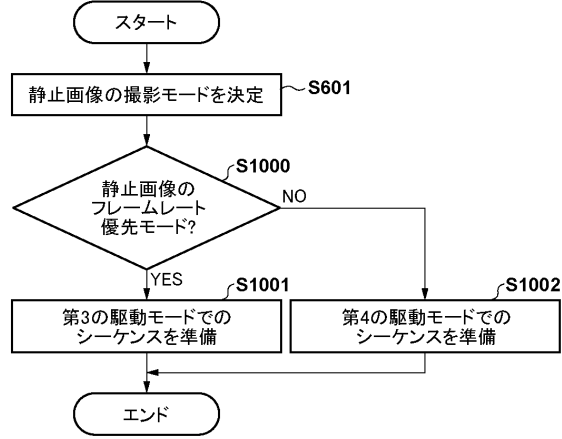 スタート
静止画像の撮影モードを決定
S601
S1000
静止画像の
フレームレート
優先モード?
NO
YES
S1001
第3の駆動モードでの
シーケンスを準備
S1002
第4の駆動モードでの
シーケンスを準備
エンド